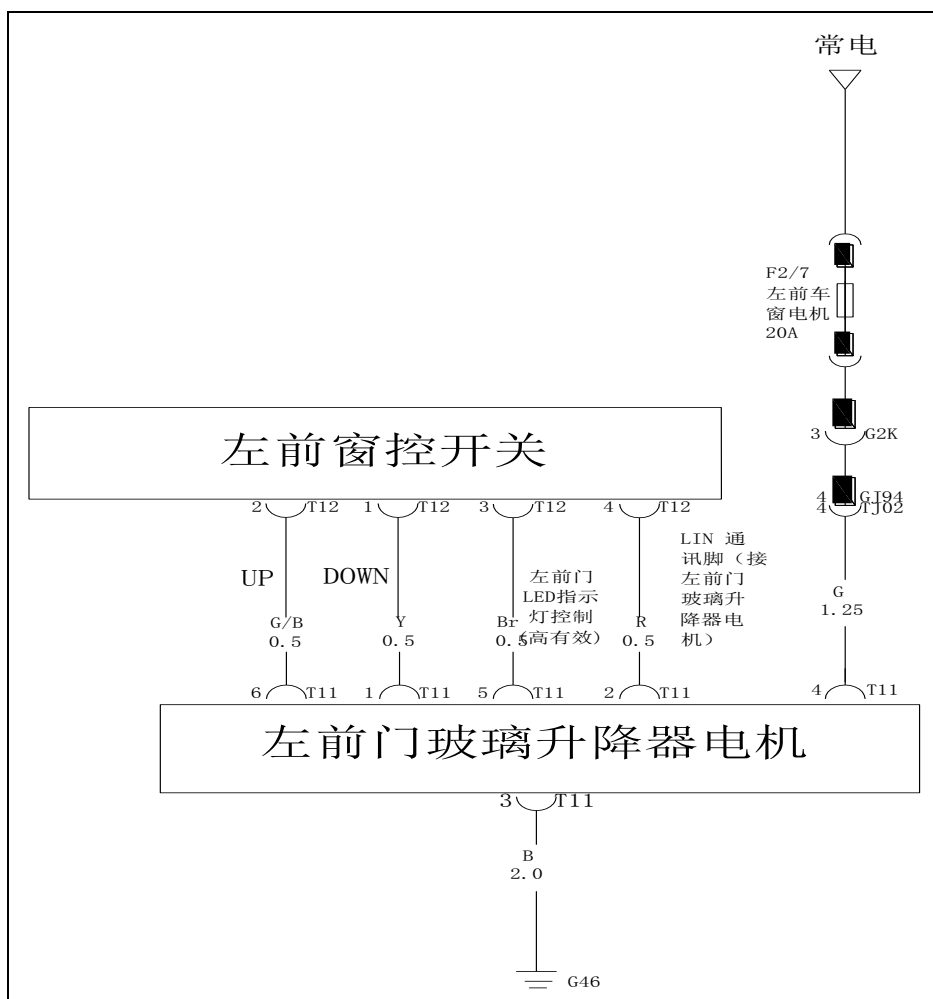 常电
F2/7
左前车
窗电机
20A
3 G2K
左前窗控开关
4 GJ94
4 TJ02
2 T12 1 T12 3 T12 4 T12
UP DOWN
左前门
LED指示
灯控制
(高有效)
LIN 通
讯脚（接
左前门
玻璃升
降器电
机）
G
1.25
G/B
0.5
Y
0.5
Br
0.5
R
0.5
6 T11 1 T11 5 T11 2 T11 4 T11
左前门玻璃升降器电机
3 T11
B
2.0
G46